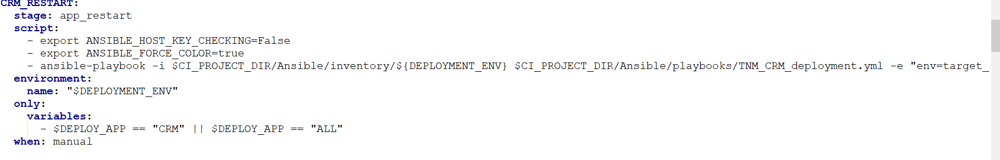 CRM_RESTART:
stage: app_restart
script:
- export ANSIBLE_HOST_KEY_CHECKING=False
- export ANSIBLE_FORCE_COLOR=true
- ansible-playbook -i $CI_PROJECT_DIR/Ansible/inventory/${DEPLOYMENT_ENV} $CI_PROJECT_DIR/Ansible/playbooks/TNM_CRM_deployment.yml -e "env=target_
environment:
name: "$DEPLOYMENT_ENV"
only:
variables:
- $DEPLOY_APP == "CRM" || $DEPLOY_APP == "ALL"
when: manual